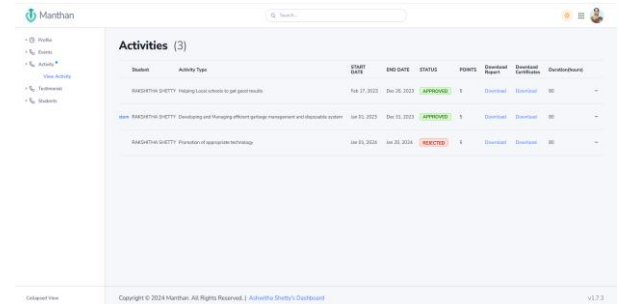 Manthan
Search...
Profile
Events
Activity
View Activity
Testimonial
Students
Activities (3)
Student Activity Type START DATE END DATE STATUS POINTS Download Report Download Certificates Duration(hours)
RAKSHITHA SHETTY Helping Local schools to get good results Feb 17, 2023 Dec 28, 2023 APPROVED 5 Download Download 80
RAKSHITHA SHETTY Developing and Managing efficient garbage management and disposable system Jan 01, 2023 Dec 31, 2023 APPROVED 5 Download Download 80
RAKSHITHA SHETTY Promotion of appropriate technology Jan 01, 2024 Jan 20, 2024 REJECTED 5 Download Download 80
Collapsed View
Copyright © 2024 Manthan. All Rights Reserved. | Ashwitha Shetty's Dashboard
v1.7.3